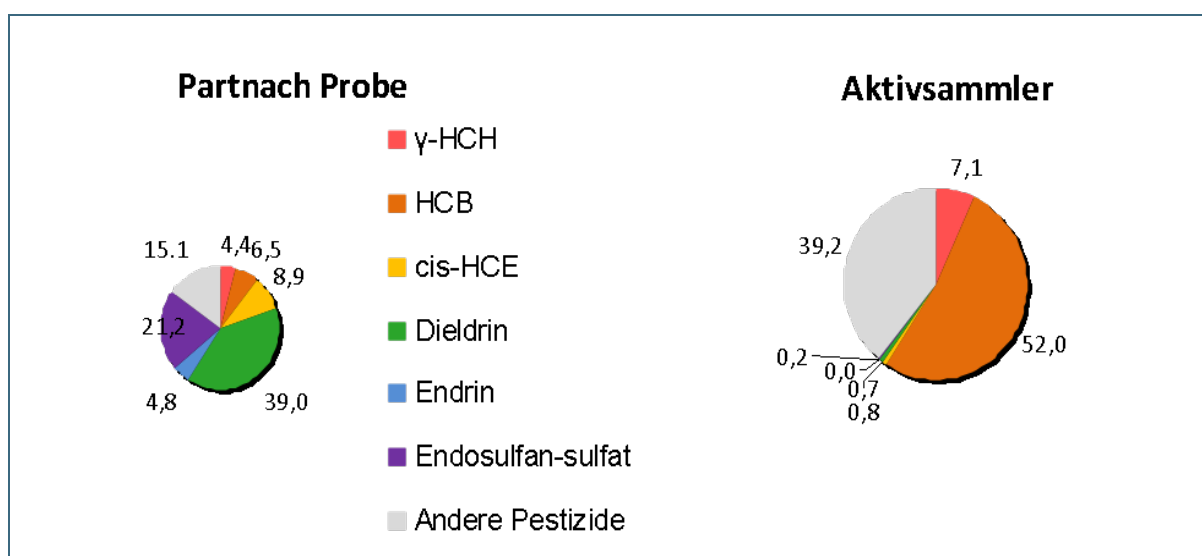 Partnach Probe
Aktivsammler
γ-HCH
HCB
cis-HCE
Dieldrin
Endrin
Endosulfan-sulfat
Andere Pestizide
4,4
6,5
8,9
39,0
4,8
21,2
15.1
7,1
52,0
0,8
0,7
0,0
0,2
39,2